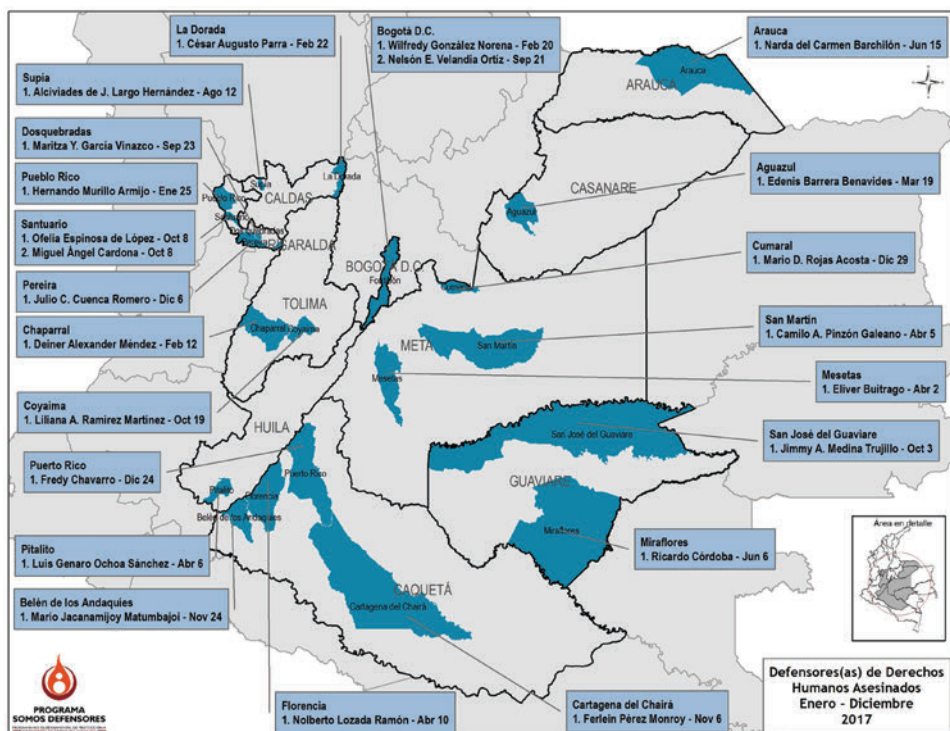 La Dorada
1. César Augusto Parra - Feb 22
Bogotá D.C.
1. Wilfredy González Norena - Feb 20
2. Nelsón E. Velandia Ortíz - Sep 21
Arauca
1. Narda del Carmen Barchilón - Jun 15
Supía
1. Alciviades de J. Largo Hernández - Ago 12
Dosquebradas
1. Maritza Y. García Vinazco - Sep 23
Pueblo Rico
1. Hernando Murillo Armijo - Ene 25
Santuario
1. Ofelia Espinosa de López - Oct 8
2. Miguel Ángel Cardona - Oct 8
Pereira
1. Julio C. Cuenca Romero - Dic 6
Chaparral
1. Deiner Alexander Méndez - Feb 12
Coyaima
1. Liliana A. Ramírez Martínez - Oct 19
Puerto Rico
1. Fredy Chavarro - Dic 24
Pitalito
1. Luis Genaro Ochoa Sánchez - Abr 6
Belén de los Andaquíes
1. Mario Jacanamijoy Matumbajoi - Nov 24
Florencia
1. Nolberto Lozada Ramón - Abr 10
Cartagena del Chairá
1. Ferlein Pérez Monroy - Nov 6
Aguazul
1. Edenis Barrera Benavides - Mar 19
Cumaral
1. Mario D. Rojas Acosta - Dic 29
San Martín
1. Camilo A. Pinzón Galeano - Abr 5
Mesetas
1. Eliver Buitrago - Abr 2
San José del Guaviare
1. Jimmy A. Medina Trujillo - Oct 3
Miraflores
1. Ricardo Córdoba - Jun 6
Arauca
ARAUCA
CASANARE
Aguazul
La Dorada
Supía
CALDAS
Pueblo Rico
RISARALDA
BOGOTÁ D.C.
TOLIMA
Chaparral
Coyaima
Cumaral
META
San Martín
Mesetas
HUILA
San José del Guaviare
Puerto Rico
GUAVIARE
Pitalito
Florencia
Belén de los Andaquíes
Miraflores
CAQUETÁ
Cartagena del Chairá
Área en detalle
PROGRAMA
SOMOS DEFENSORES
Defensores(as) de Derechos
Humanos Asesinados
Enero - Diciembre
2017